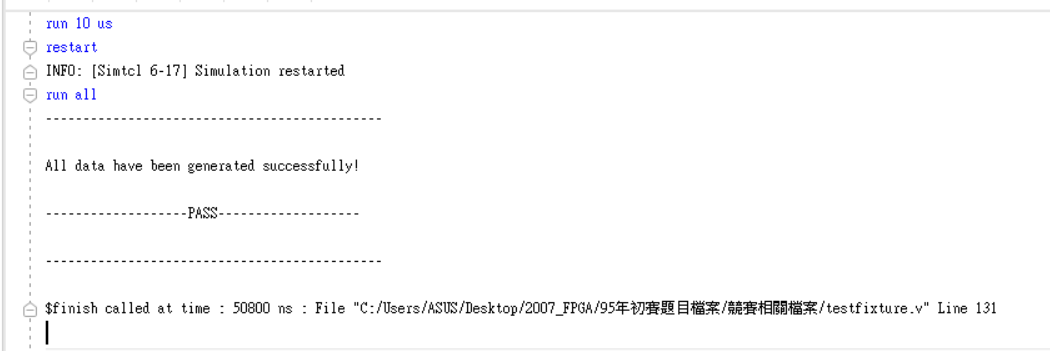 run 10 us
restart
INFO: [Simtcl 6-17] Simulation restarted
run all
---------------------------------------------
All data have been generated successfully!
-------------------PASS-------------------
---------------------------------------------
$finish called at time : 50800 ns : File "C:/Users/ASUS/Desktop/2007_FPGA/95年初賽題目檔案/競賽相關檔案/testfixture.v" Line 131